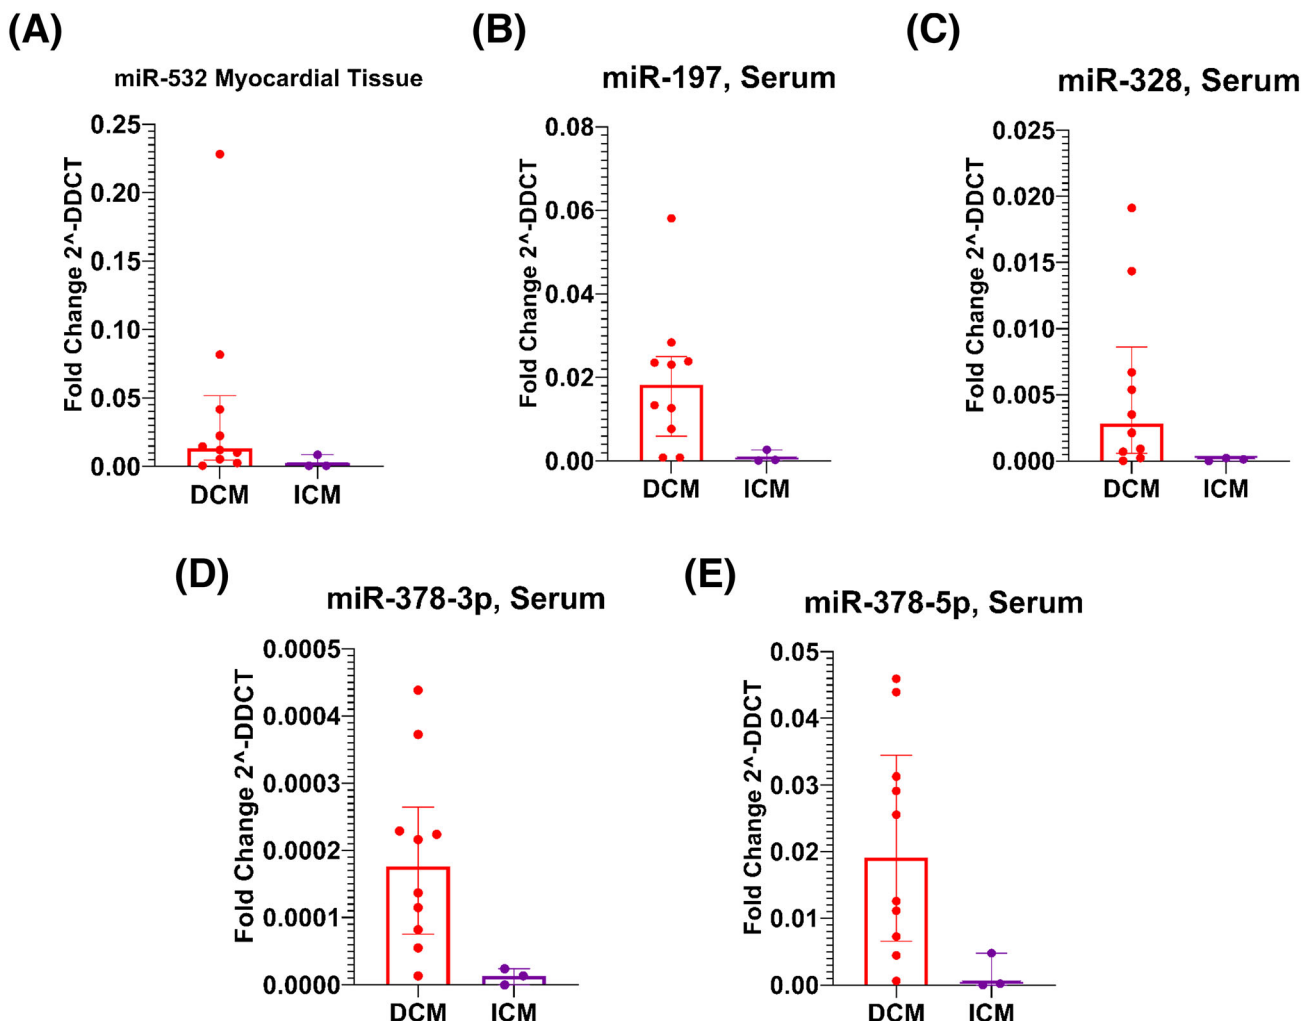 (A)
miR-532 Myocardial Tissue
Fold Change 2^-DDCT
0.25
0.20
0.15
0.10
0.05
0.00
DCM ICM
(B)
miR-197, Serum
Fold Change 2^-DDCT
0.08
0.06
0.04
0.02
0.00
DCM ICM
(C)
miR-328, Serum
Fold Change 2^-DDCT
0.025
0.020
0.015
0.010
0.005
0.000
DCM ICM
(D)
miR-378-3p, Serum
Fold Change 2^-DDCT
0.0005
0.0004
0.0003
0.0002
0.0001
0.0000
DCM ICM
(E)
miR-378-5p, Serum
Fold Change 2^-DDCT
0.05
0.04
0.03
0.02
0.01
0.00
DCM ICM